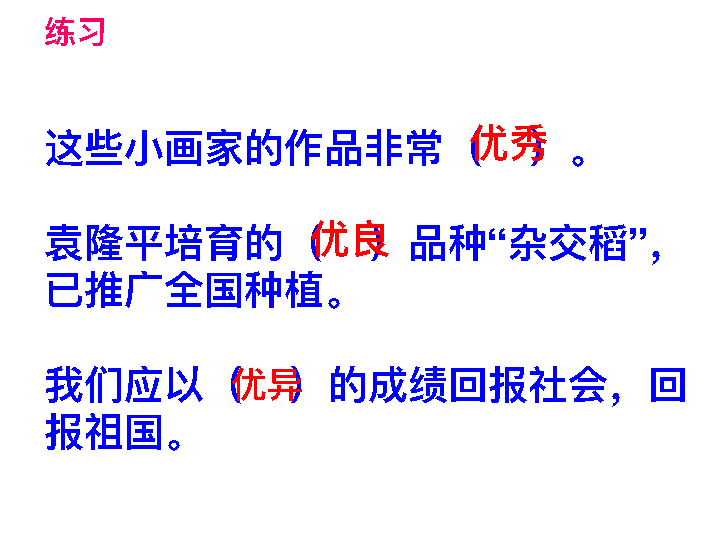 练习
这些小画家的作品非常（优秀）。
袁隆平培育的（优良）品种“杂交稻”，
已推广全国种植。
我们应以（优异）的成绩回报社会，回
报祖国。